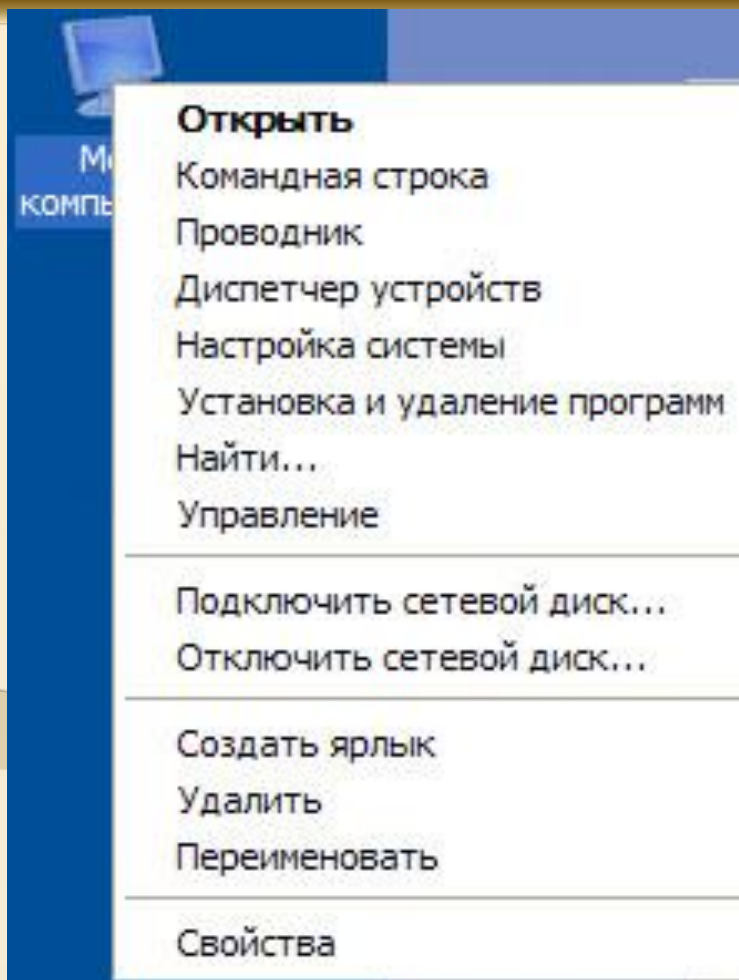 Открыть
Командная строка
Проводник
Диспетчер устройств
Настройка системы
Установка и удаление программ
Найти...
Управление
Подключить сетевой диск...
Отключить сетевой диск...
Создать ярлык
Удалить
Переименовать
Свойства